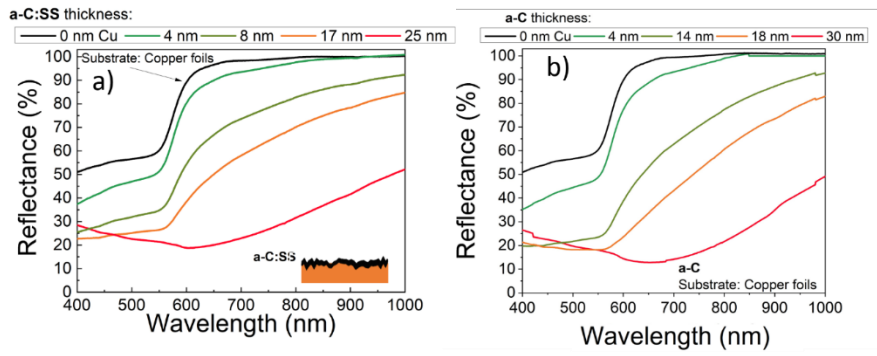 a-C:SS thickness:
0 nm Cu 4 nm 8 nm 17 nm 25 nm
100
90
80
70
60
50
40
30
20
10
0
Reflectance (%)
Substrate: Copper foils
a)
a-C:SS
400 500 600 700 800 900 1000
Wavelength (nm)
a-C thickness:
0 nm Cu 4 nm 14 nm 18 nm 30 nm
100
90
80
70
60
50
40
30
20
10
0
Reflectance (%)
b)
a-C
Substrate: Copper foils
400 500 600 700 800 900 1000
Wavelength (nm)